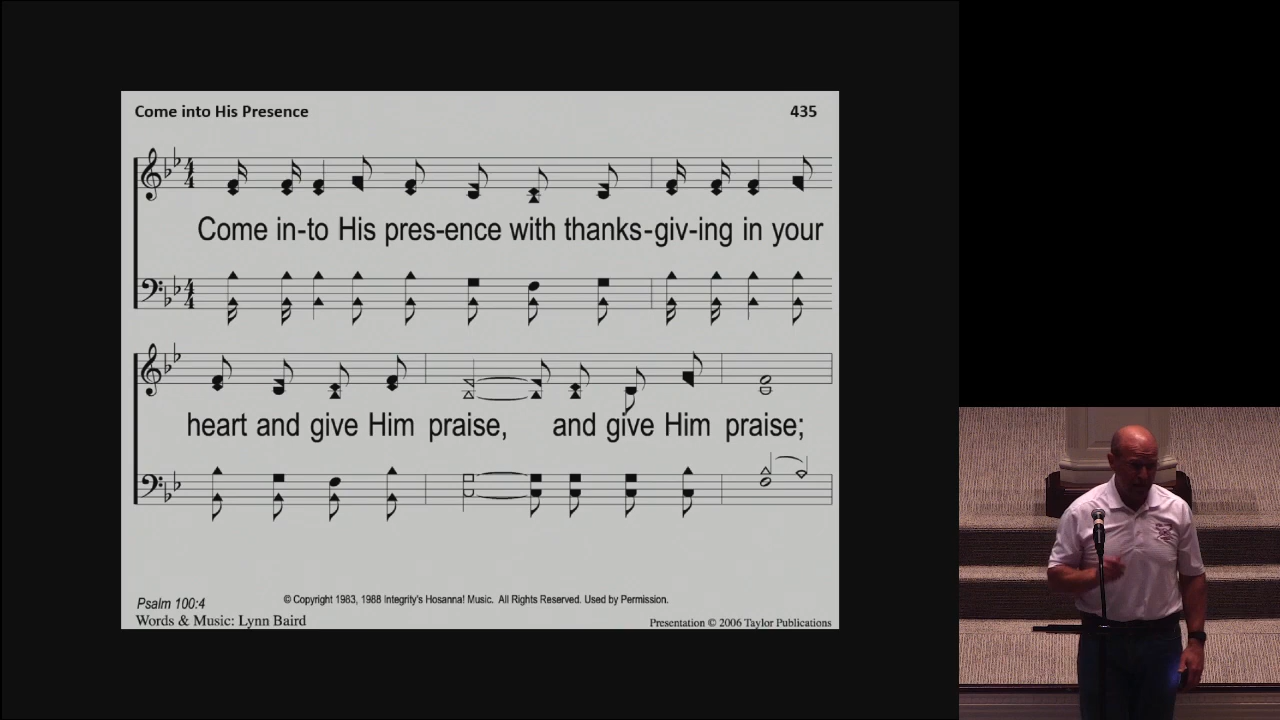 Come into His Presence 435
Come in-to His pres-ence with thanks-giv-ing in your
heart and give Him praise, and give Him praise;
Psalm 100:4
© Copyright 1983, 1988 Integrity's Hosanna! Music. All Rights Reserved. Used by Permission.
Words & Music: Lynn Baird
Presentation © 2006 Taylor Publications